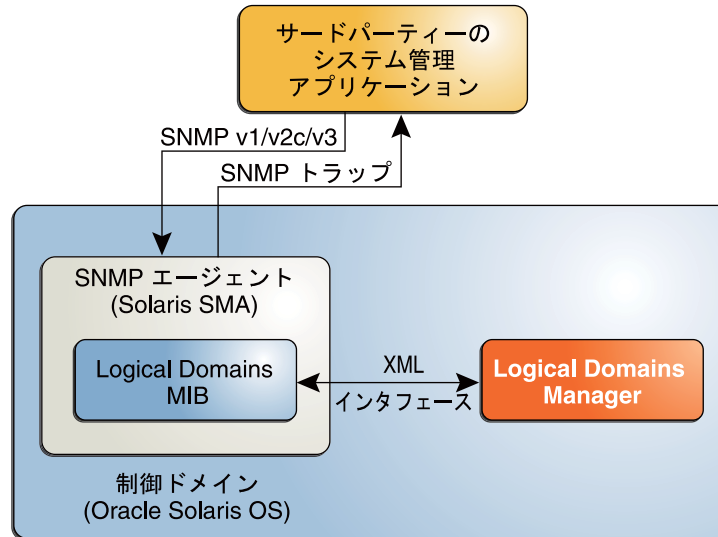 サードパーティーの
システム管理
アプリケーション
SNMP v1/v2c/v3
SNMP トラップ
SNMP エージェント
(Solaris SMA)
Logical Domains
MIB
XML
インタフェース
Logical Domains
Manager
制御ドメイン
(Oracle Solaris OS)